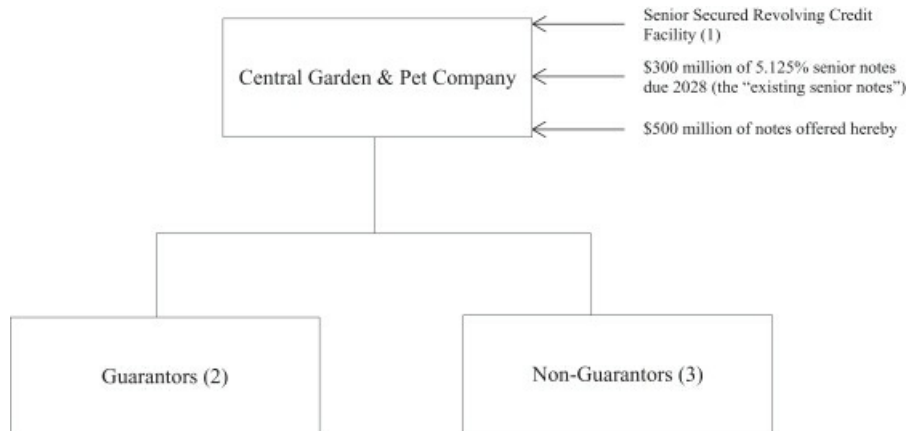 Senior Secured Revolving Credit
Facility (1)
Central Garden & Pet Company
$300 million of 5.125% senior notes
due 2028 (the “existing senior notes”)
$500 million of notes offered hereby
Guarantors (2)
Non-Guarantors (3)